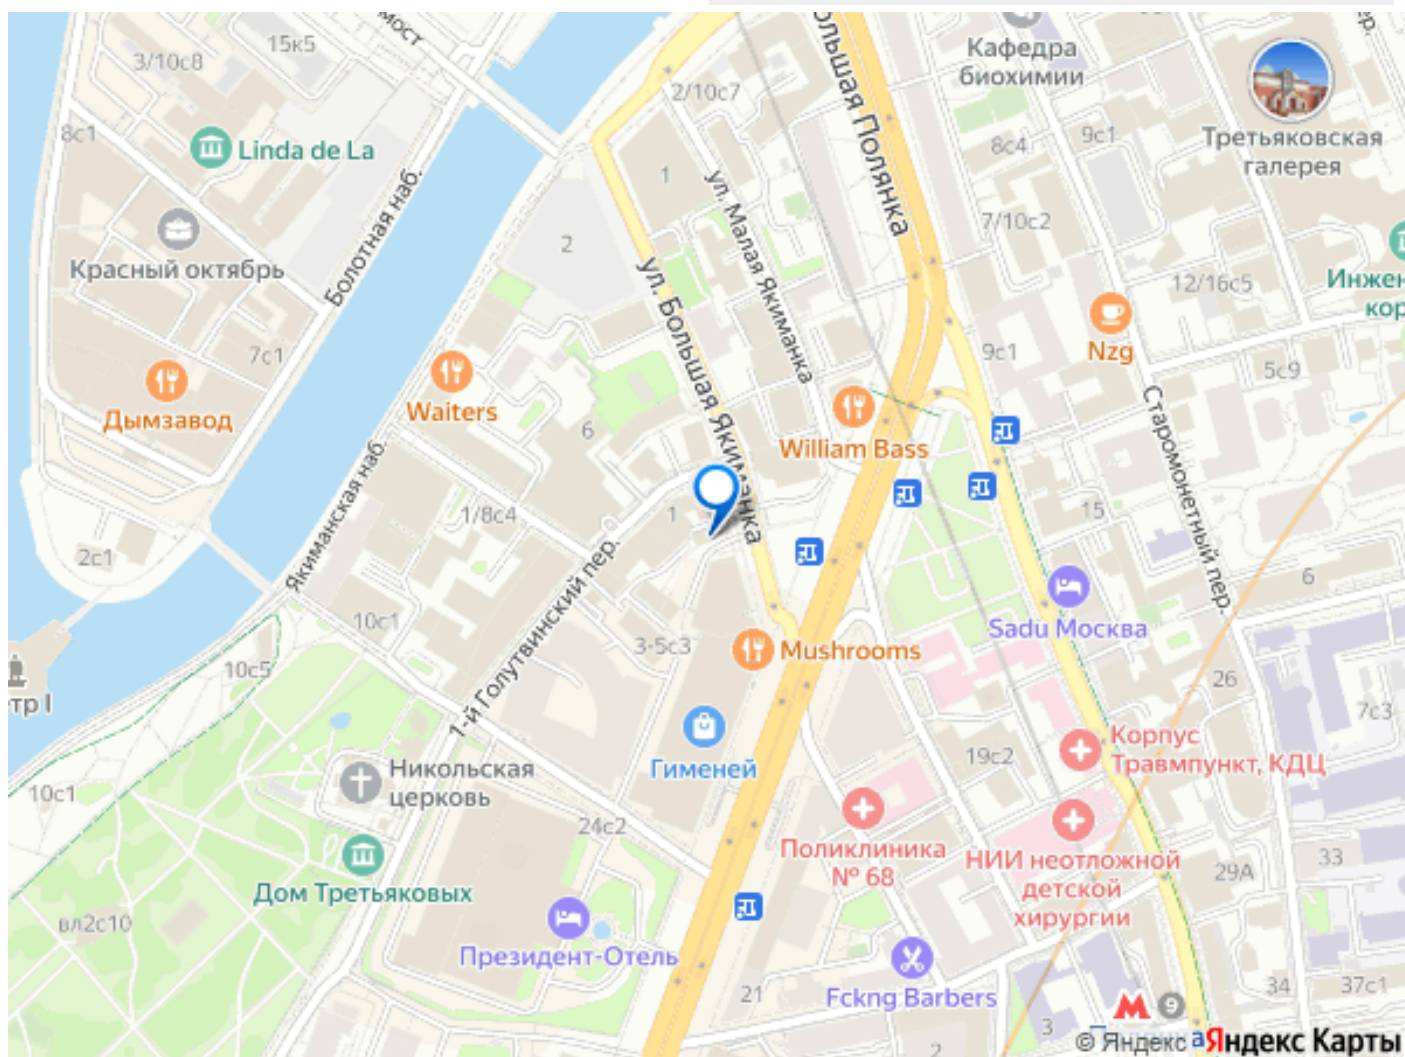 мост
15к5
3/10с8
8с1
Linda de La
Болотная наб.
Красный октябрь
7с1
Дымзавод
2с1
2/10с7
1
ул. Малая Якиманка
Большая Полянка
Кафедра
биохимии
8с4
9с1
пер.
Третьяковская
галерея
7/10с2
12/16с5
Инжен
кор
2
ул. Большая Якиманка
Waiters
6
William Bass
9с1
Nzg
5с9
Старомонетный пер.
Якиманская наб.
1/8с4
1
15
6
10с1
1-й Голутвинский пер.
3-5с3
Mushrooms
Sadu Москва
10с5
тр I
26
7с3
Гименей
Корпус
Травмпункт, КДЦ
19с2
Никольская
церковь
10с1
24с2
Поликлиника
№ 68
НИИ неотложной
детской
хирургии
29А
33
Дом Третьяковых
вл2с10
Президент-Отель
21
Fckng Barbers
34
37с1
3
9
2
© Яндекс
Яндекс Карты